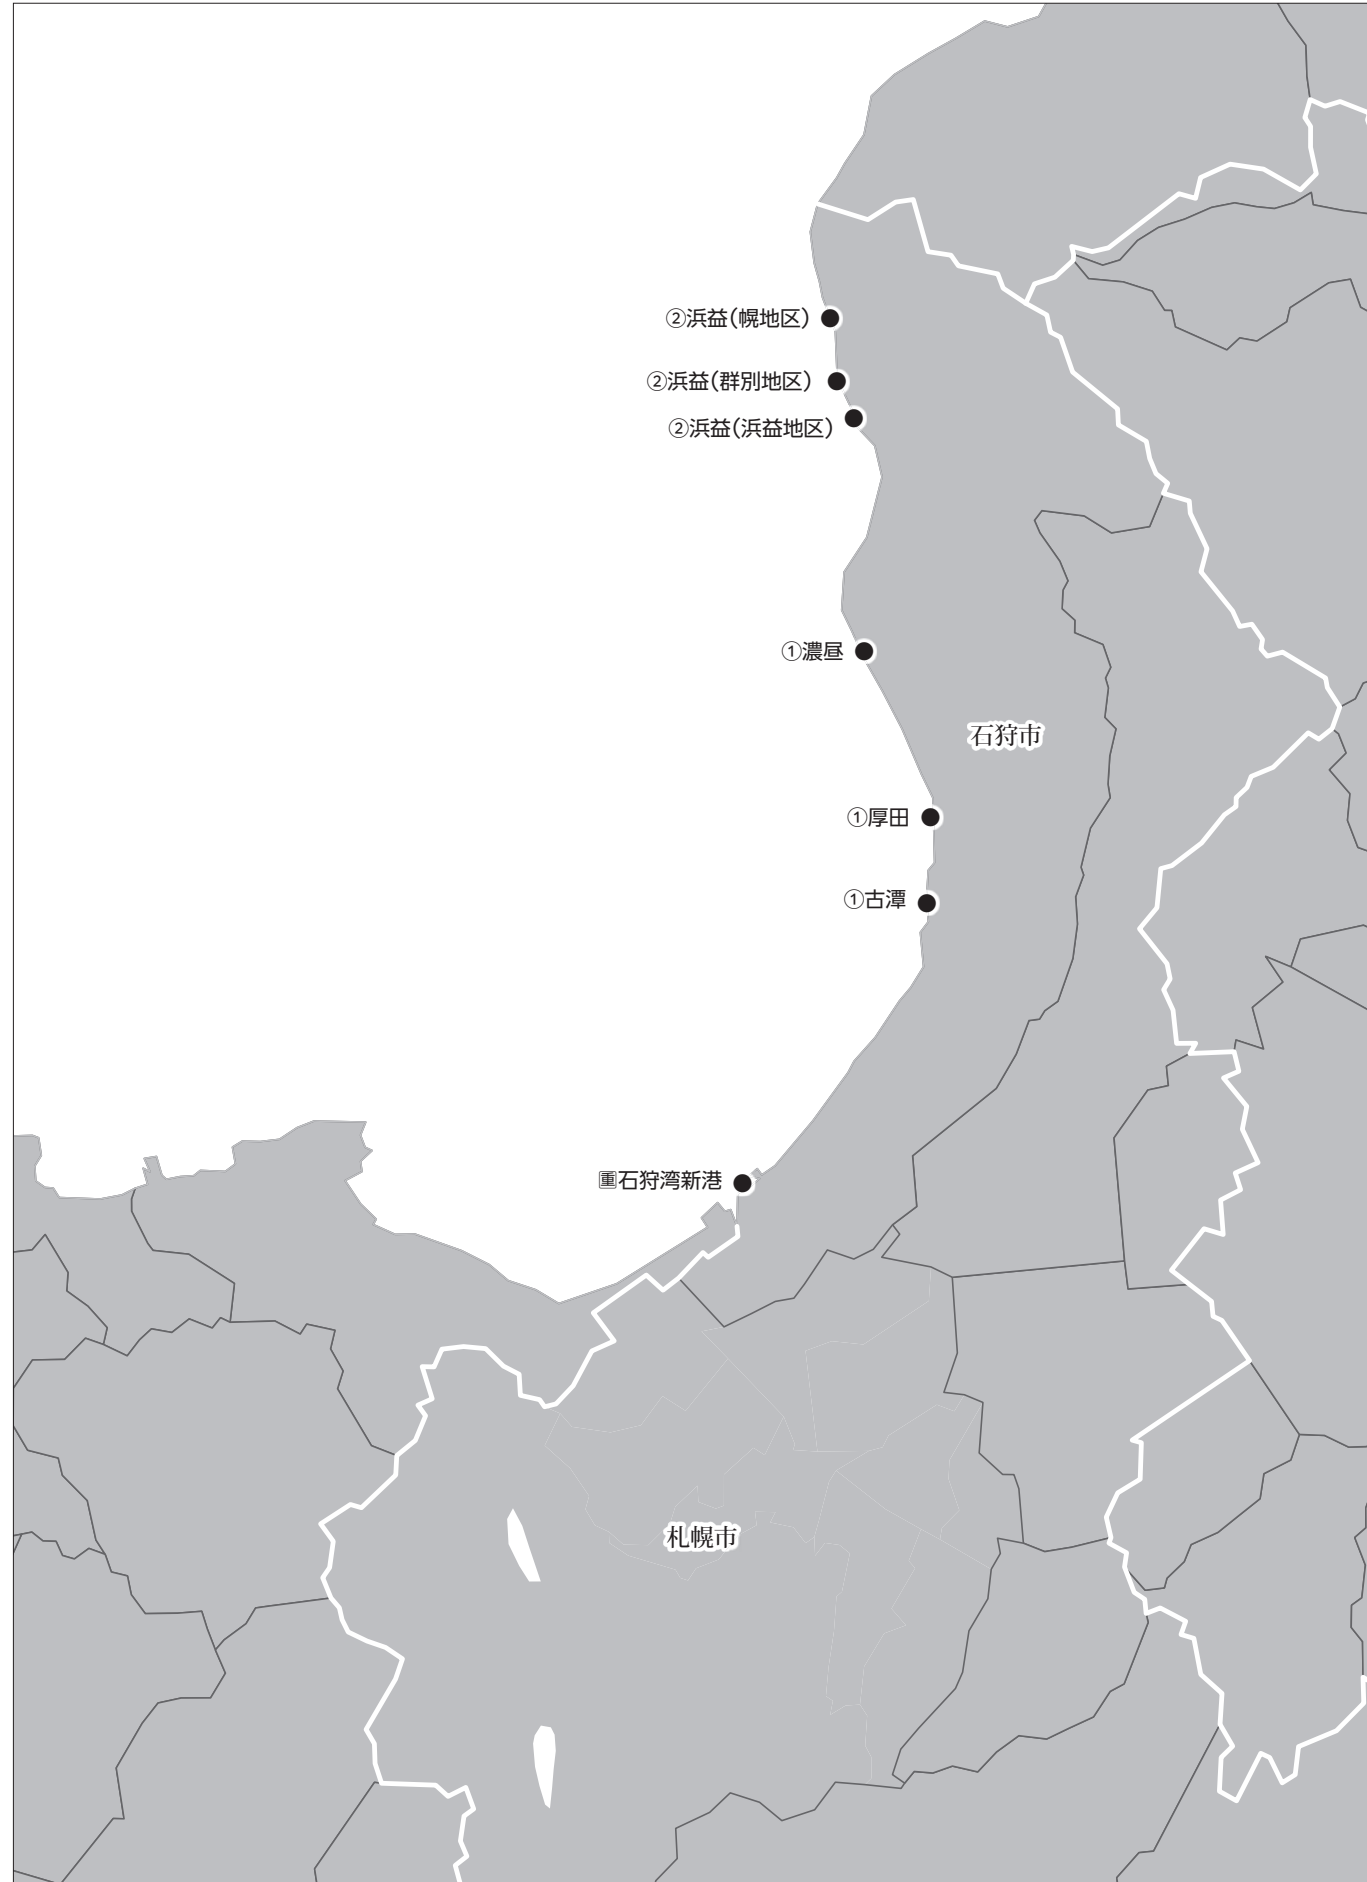 ②浜益(幌地区)
②浜益(群別地区)
②浜益(浜益地区)
①濃昼
石狩市
①厚田
①古潭
重石狩湾新港
札幌市